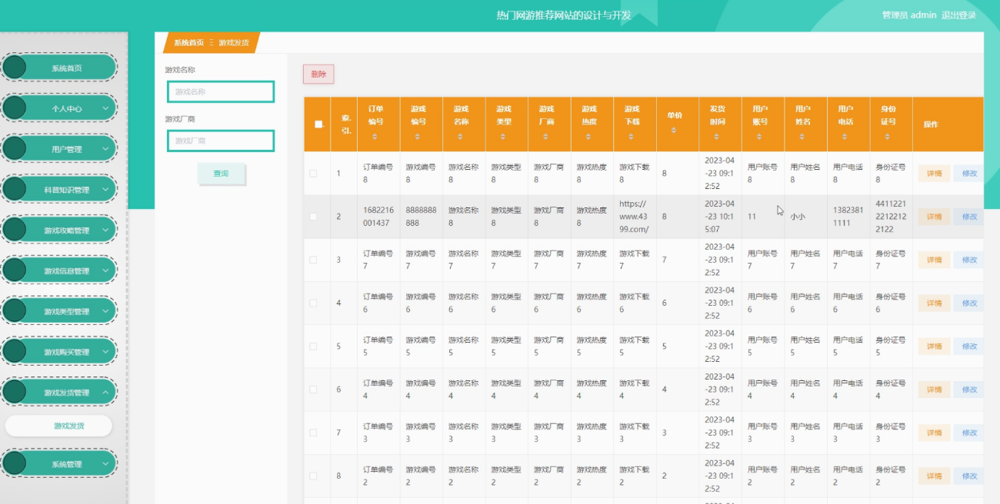 热门网游推荐网站的设计与开发
管理员 admin 退出登录
系统首页
个人中心
用户管理
科普知识管理
游戏攻略管理
游戏信息管理
游戏类型管理
游戏购买管理
游戏发货管理
游戏发货
系统管理
系统首页 Ξ 游戏发货
游戏名称
游戏名称
游戏厂商
游戏厂商
查询
删除
索引 订单编号 游戏编号 游戏名称 游戏类型 游戏厂商 游戏热度 游戏下载 单价 发货时间 用户账号 用户姓名 用户电话 身份证号 操作
1 订单编号8 游戏编号8 游戏名称8 游戏类型8 游戏厂商8 游戏热度8 游戏下载8 8 2023-04-23 09:12:52 用户账号8 用户姓名8 用户电话8 身份证号8 详情 修改
2 1682216001437 8888888888 游戏名称8 游戏类型8 游戏厂商8 游戏热度8 https://www.4399.com/ 8 2023-04-23 10:15:07 11 小小 13823811111 441122122122122122 详情 修改
3 订单编号7 游戏编号7 游戏名称7 游戏类型7 游戏厂商7 游戏热度7 游戏下载7 7 2023-04-23 09:12:52 用户账号7 用户姓名7 用户电话7 身份证号7 详情 修改
4 订单编号6 游戏编号6 游戏名称6 游戏类型6 游戏厂商6 游戏热度6 游戏下载6 6 2023-04-23 09:12:52 用户账号6 用户姓名6 用户电话6 身份证号6 详情 修改
5 订单编号5 游戏编号5 游戏名称5 游戏类型5 游戏厂商5 游戏热度5 游戏下载5 5 2023-04-23 09:12:52 用户账号5 用户姓名5 用户电话5 身份证号5 详情 修改
6 订单编号4 游戏编号4 游戏名称4 游戏类型4 游戏厂商4 游戏热度4 游戏下载4 4 2023-04-23 09:12:52 用户账号4 用户姓名4 用户电话4 身份证号4 详情 修改
7 订单编号3 游戏编号3 游戏名称3 游戏类型3 游戏厂商3 游戏热度3 游戏下载3 3 2023-04-23 09:12:52 用户账号3 用户姓名3 用户电话3 身份证号3 详情 修改
8 订单编号2 游戏编号2 游戏名称2 游戏类型2 游戏厂商2 游戏热度2 游戏下载2 2 2023-04-23 09:12:52 用户账号2 用户姓名2 用户电话2 身份证号2 详情 修改